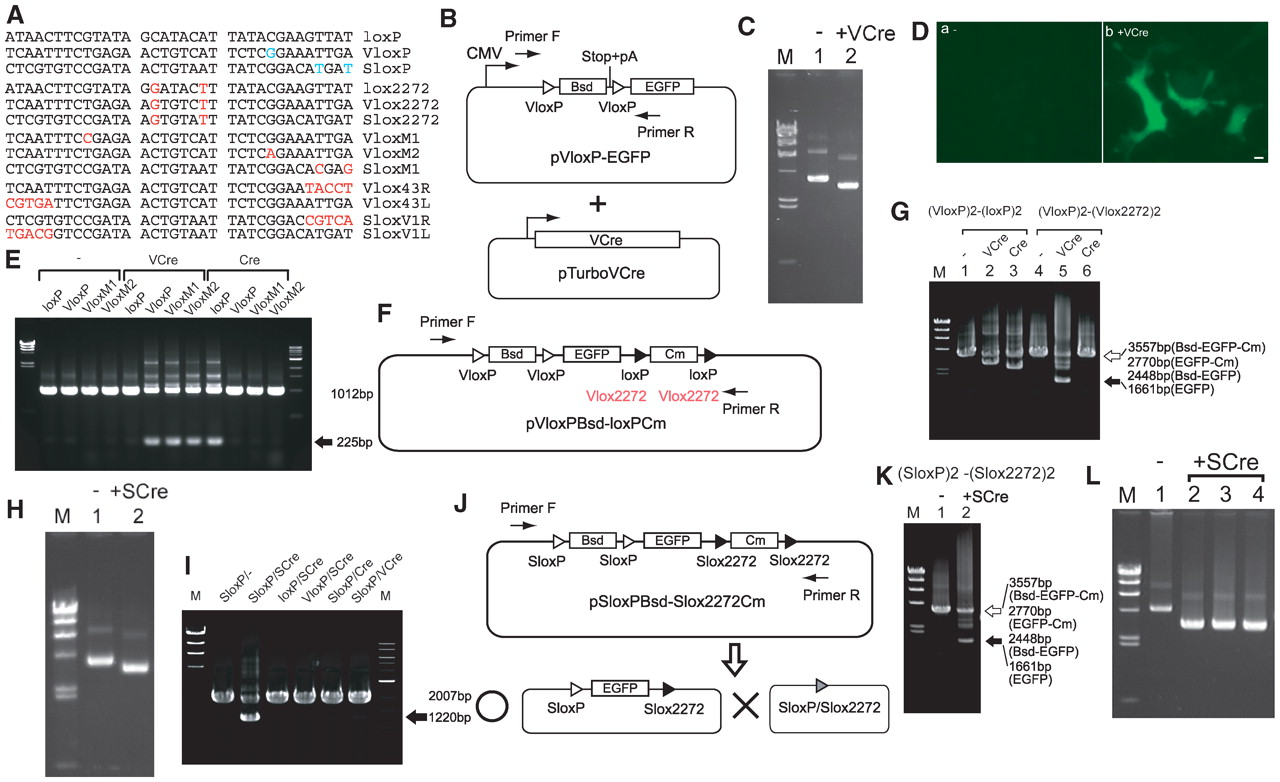 A
ATAACTTCGTATA GCATACAT TATACGAAGTTAT loxP
TCAATTTCTGAGA ACTGTCAT TCTCGGAAATTGA VloxP
CTCGTGTCCGATA ACTGTAAT TATCGGACATGAT SloxP
ATAACTTCGTATA GGATACTT TATACGAAGTTAT lox2272
TCAATTTCTGAGA AGTGTCTT TCTCGGAAATTGA Vlox2272
CTCGTGTCCGATA AGTGTATT TATCGGACATGAT Slox2272
TCAATTTCCGAGA ACTGTCAT TCTCGGAAATTGA VloxM1
TCAATTTCTGAGA ACTGTCAT TCTCAGAAATTGA VloxM2
CTCGTGTCCGATA ACTGTAAT TATCGGACACGAG SloxM1
TCAATTTCTGAGA ACTGTCAT TCTCGGAATACCT Vlox43R
CGTGATTCTGAGA ACTGTCAT TCTCGGAAATTGA Vlox43L
CTCGTGTCCGATA ACTGTAAT TATCGGACCGTCA SloxV1R
TGACGGTCCGATA ACTGTAAT TATCGGACATGAT SloxV1L
B
Primer F
CMV
Stop+pA
Bsd
EGFP
VloxP VloxP
Primer R
pVloxP-EGFP
+
VCre
pTurboVCre
C
- +VCre
M 1 2
D
a -
b +VCre
E
- VCre Cre
loxP VloxP VloxM1 VloxM2 loxP VloxP VloxM1 VloxM2 loxP VloxP VloxM1 VloxM2
1012bp
225bp
F
Primer F
Bsd EGFP Cm
VloxP VloxP loxP loxP
Vlox2272 Vlox2272
Primer R
pVloxPBsd-loxPCm
G
(VloxP)2-(loxP)2 (VloxP)2-(Vlox2272)2
- VCre Cre - VCre Cre
M 1 2 3 4 5 6
3557bp(Bsd-EGFP-Cm)
2770bp(EGFP-Cm)
2448bp(Bsd-EGFP)
1661bp(EGFP)
H
- +SCre
M 1 2
I
M SloxP/- SloxP/SCre loxP/SCre VloxP/SCre SloxP/Cre SloxP/VCre M
2007bp
1220bp
J
Primer F
Bsd EGFP Cm
SloxP SloxP Slox2272 Slox2272
Primer R
pSloxPBsd-Slox2272Cm
EGFP
SloxP Slox2272
SloxP/Slox2272
K
(SloxP)2 -(Slox2272)2
- +SCre
M 1 2
3557bp
(Bsd-EGFP-Cm)
2770bp
(EGFP-Cm)
2448bp
(Bsd-EGFP)
1661bp
(EGFP)
L
- +SCre
M 1 2 3 4